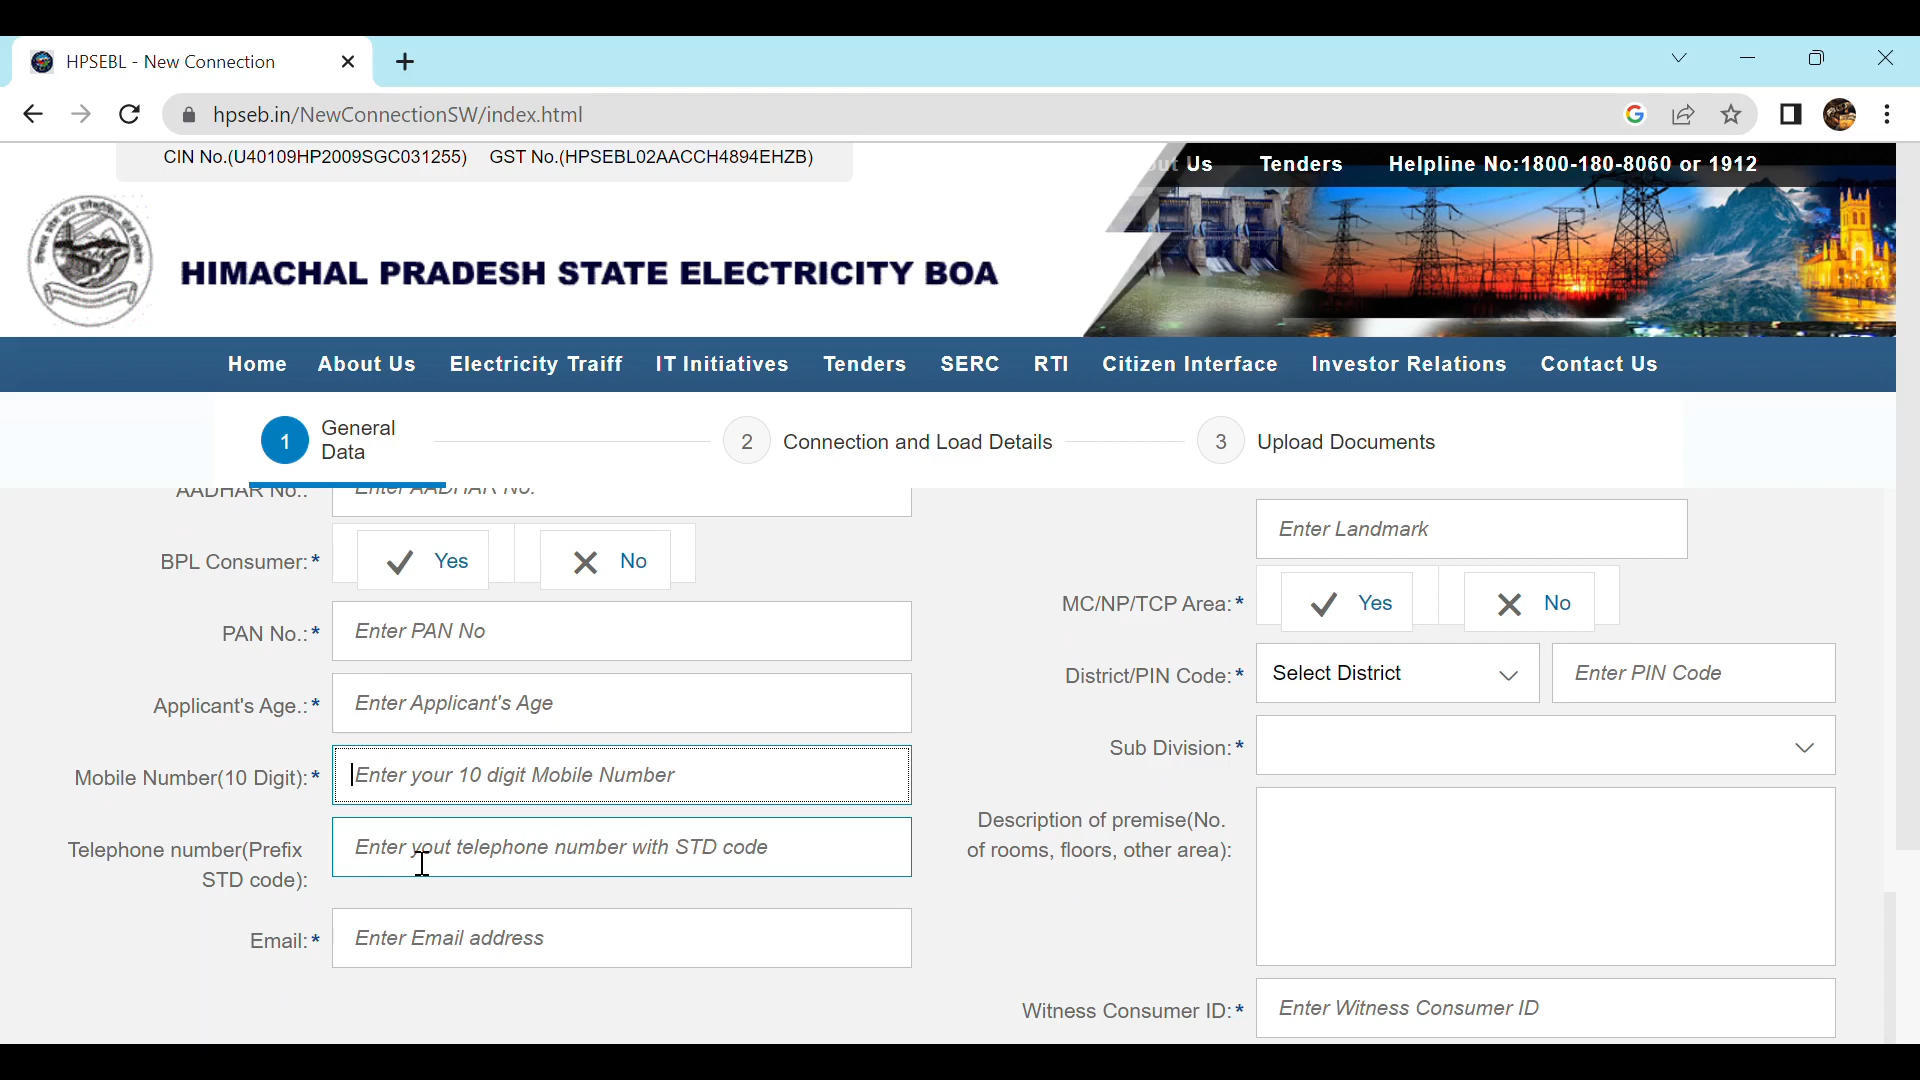 HPSEBL - New Connection
hpseb.in/NewConnectionSW/index.html
CIN No.(U40109HP2009SGC031255) GST No.(HPSEBL02AACCH4894EHZB)
Us Tenders Helpline No:1800-180-8060 or 1912
HIMACHAL PRADESH STATE ELECTRICITY BOA
Home About Us Electricity Traiff IT Initiatives Tenders SERC RTI Citizen Interface Investor Relations Contact Us
1 General Data
2 Connection and Load Details
3 Upload Documents
AADHAR No.: Enter AADHAR No.
BPL Consumer:* Yes No
PAN No.:* Enter PAN No
Applicant's Age.:* Enter Applicant's Age
Mobile Number(10 Digit):* Enter your 10 digit Mobile Number
Telephone number(Prefix
STD code): Enter yout telephone number with STD code
Email:* Enter Email address
Enter Landmark
MC/NP/TCP Area:* Yes No
District/PIN Code:* Select District Enter PIN Code
Sub Division:*
Description of premise(No.
of rooms, floors, other area):
Witness Consumer ID:* Enter Witness Consumer ID